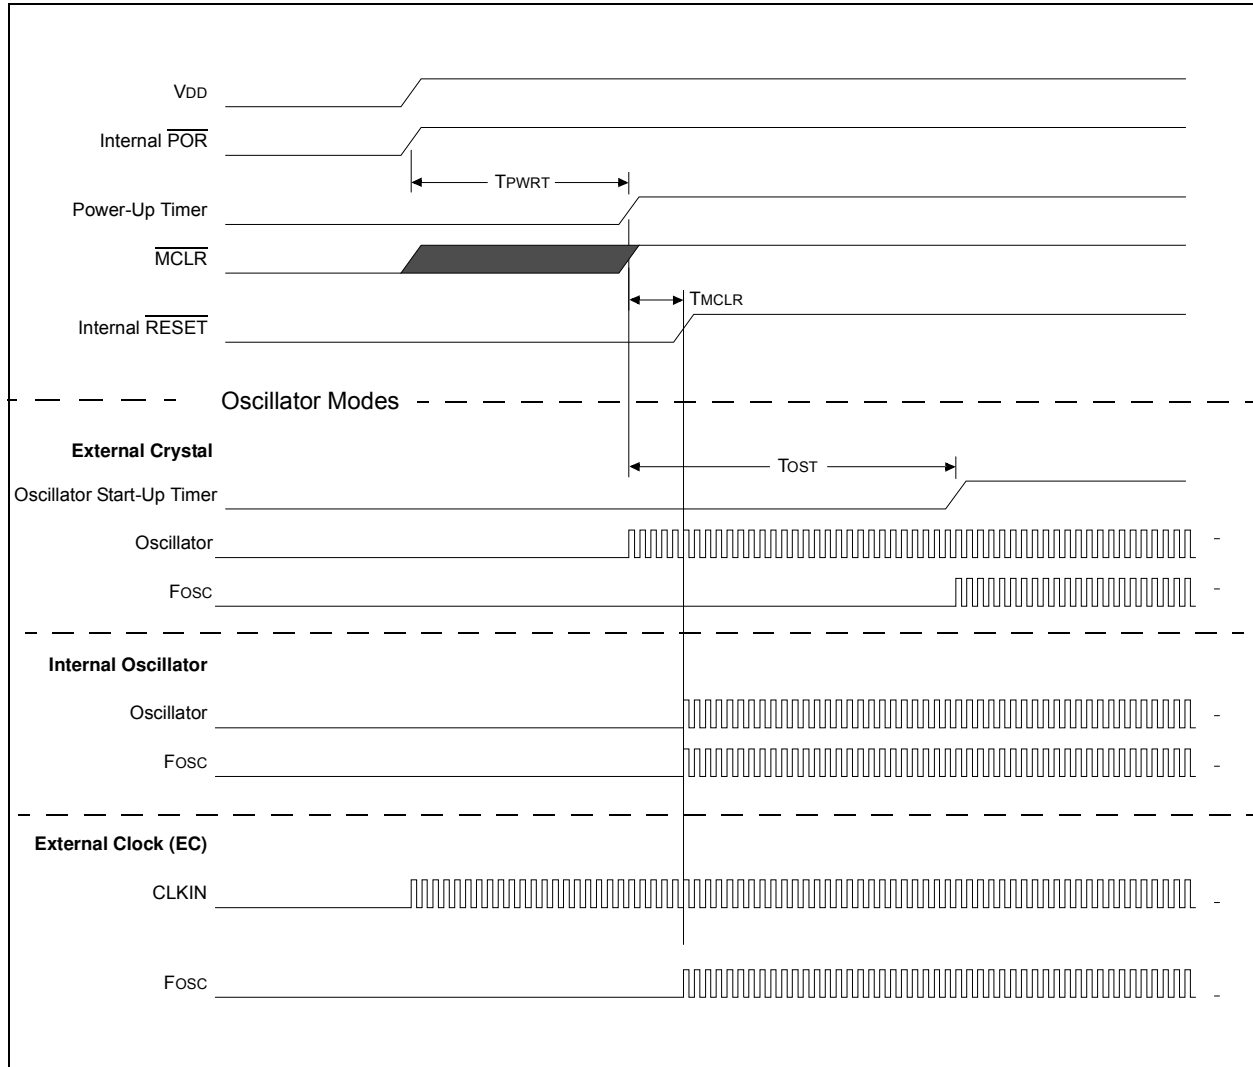 VDD
Internal POR
TPWRT
Power-Up Timer
MCLR
TMCLR
Internal RESET
Oscillator Modes
External Crystal
TOST
Oscillator Start-Up Timer
Oscillator
FOSC
Internal Oscillator
Oscillator
FOSC
External Clock (EC)
CLKIN
FOSC